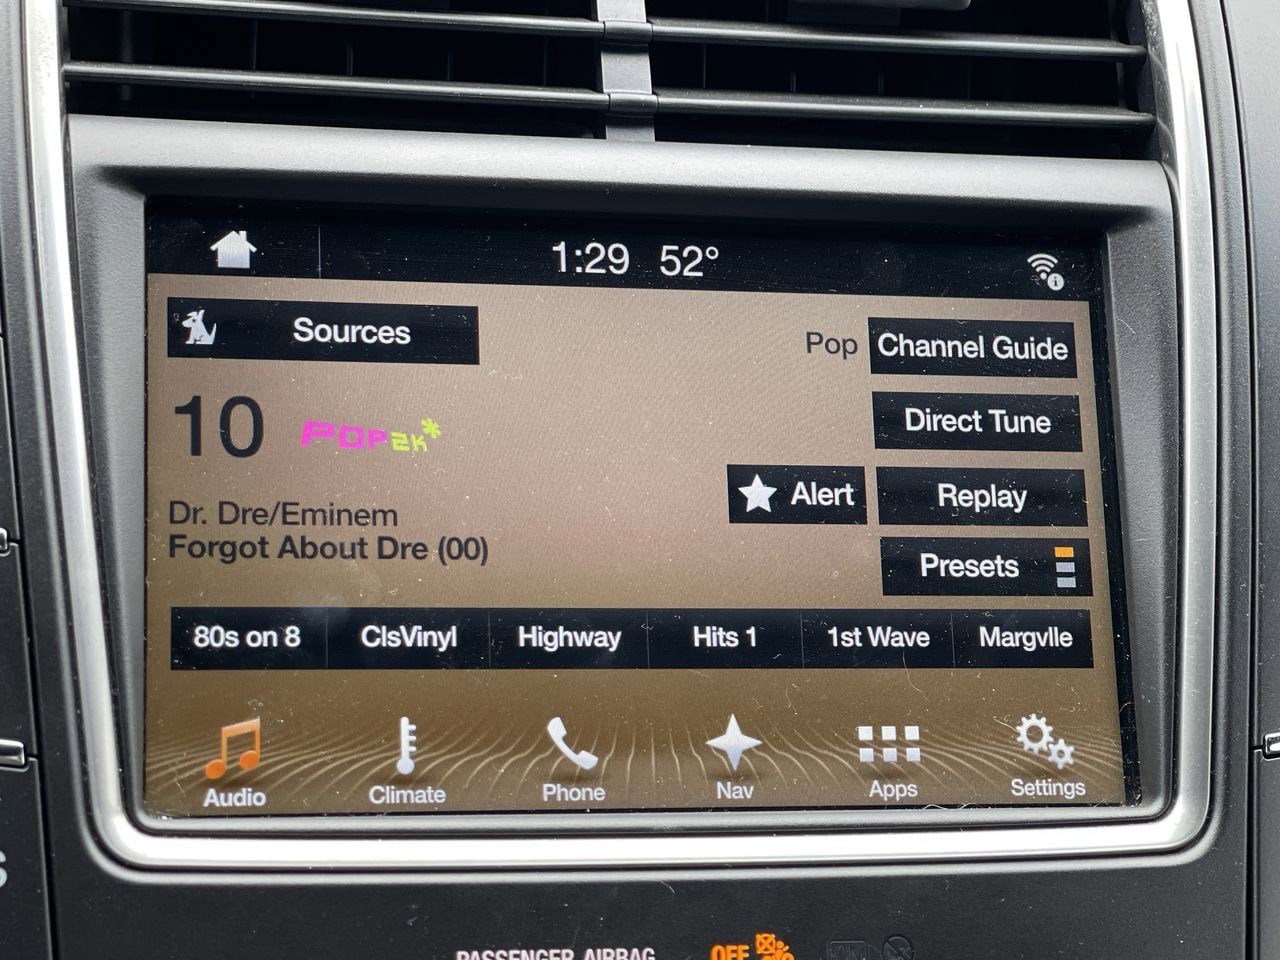 1:29 52°
Sources
Pop
Channel Guide
10 POP2K*
Direct Tune
Alert
Replay
Dr. Dre/Eminem
Forgot About Dre (00)
Presets
80s on 8 ClsVinyl Highway Hits 1 1st Wave Margvlle
Audio Climate Phone Nav Apps Settings
PASSENGER AIRBAG OFF